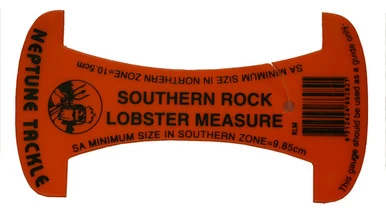 NEPTUNE TACKLE
SA MINIMUM SIZE IN NORTHERN ZONE=10.5cm
SOUTHERN ROCK
LOBSTER MEASURE
SA MINIMUM SIZE IN SOUTHERN ZONE=9.85cm
RLM
This gauge should be used as a guide only